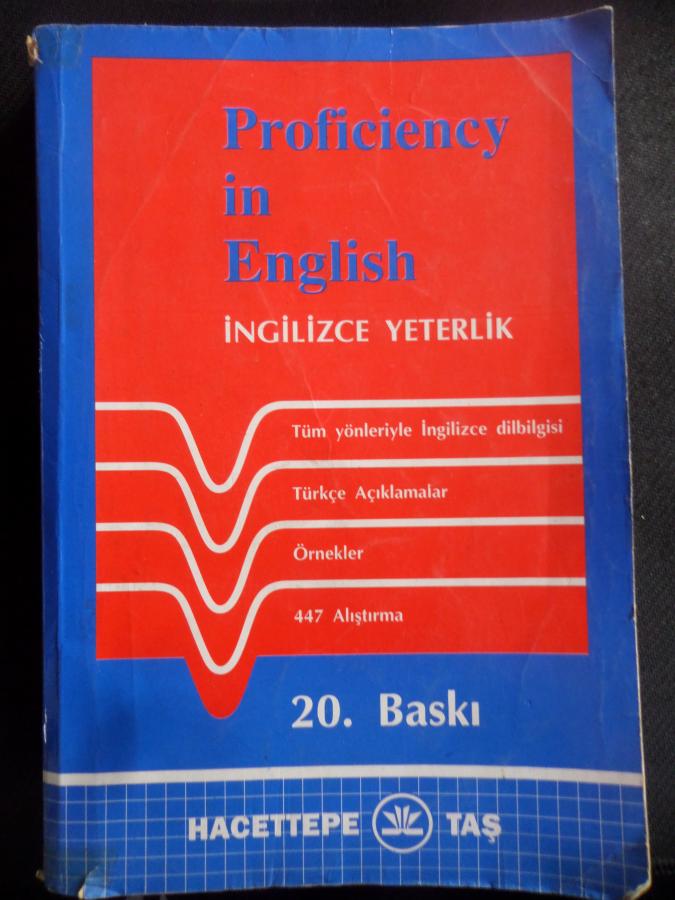 Proficiency
in
English
İNGİLİZCE YETERLİK
Tüm yönleriyle İngilizce dilbilgisi
Türkçe Açıklamalar
Örnekler
447 Alıştırma
20. Baskı
HACETTEPE TAŞ